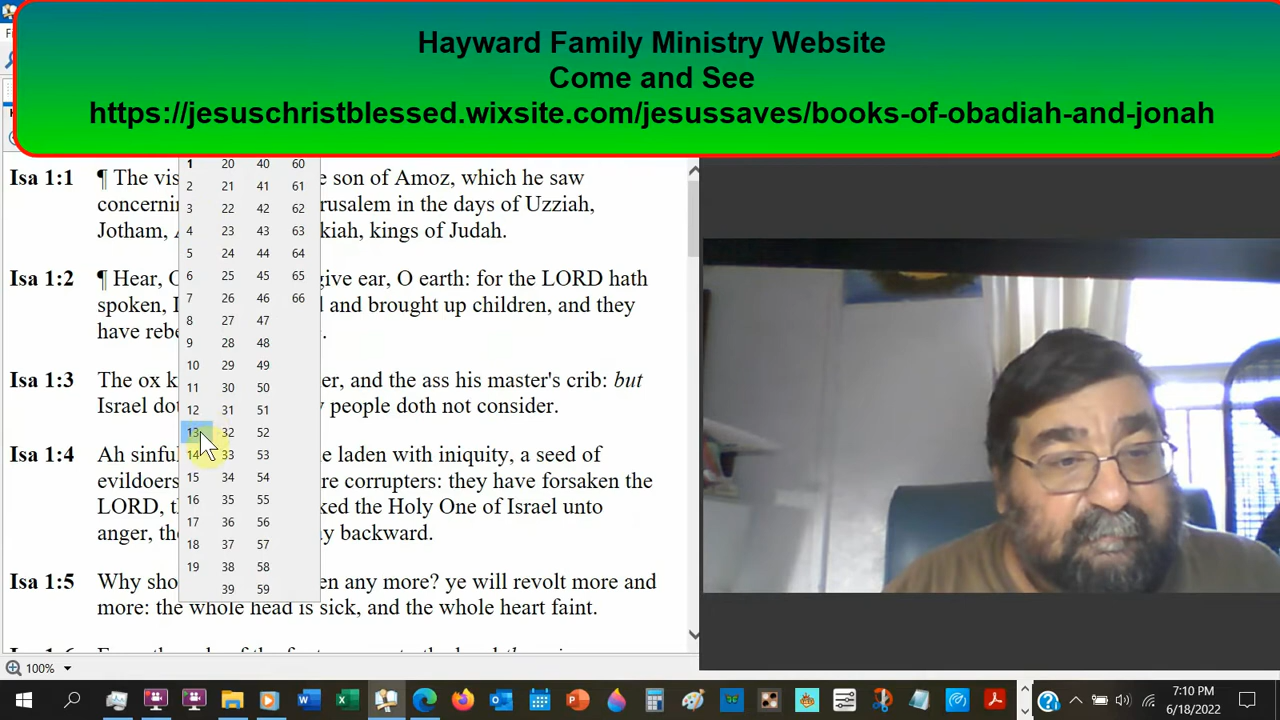 Hayward Family Ministry Website
Come and See
https://jesuschristblessed.wixsite.com/jesussaves/books-of-obadiah-and-jonah
Isa 1:1 ¶ The vis e son of Amoz, which he saw
concerni rusalem in the days of Uzziah,
Jotham, kiah, kings of Judah.
Isa 1:2 ¶ Hear, O give ear, O earth: for the LORD hath
spoken, I and brought up children, and they
have rebe
Isa 1:3 The ox k er, and the ass his master's crib: but
Israel dot y people doth not consider.
Isa 1:4 Ah sinful e laden with iniquity, a seed of
evildoers re corrupters: they have forsaken the
LORD, t ked the Holy One of Israel unto
anger, the y backward.
Isa 1:5 Why sho en any more? ye will revolt more and
more: the whole head is sick, and the whole heart faint.
1 20 40 60
2 21 41 61
3 22 42 62
4 23 43 63
5 24 44 64
6 25 45 65
7 26 46 66
8 27 47
9 28 48
10 29 49
11 30 50
12 31 51
13 32 52
14 33 53
15 34 54
16 35 55
17 36 56
18 37 57
19 38 58
39 59
100%
7:10 PM
6/18/2022